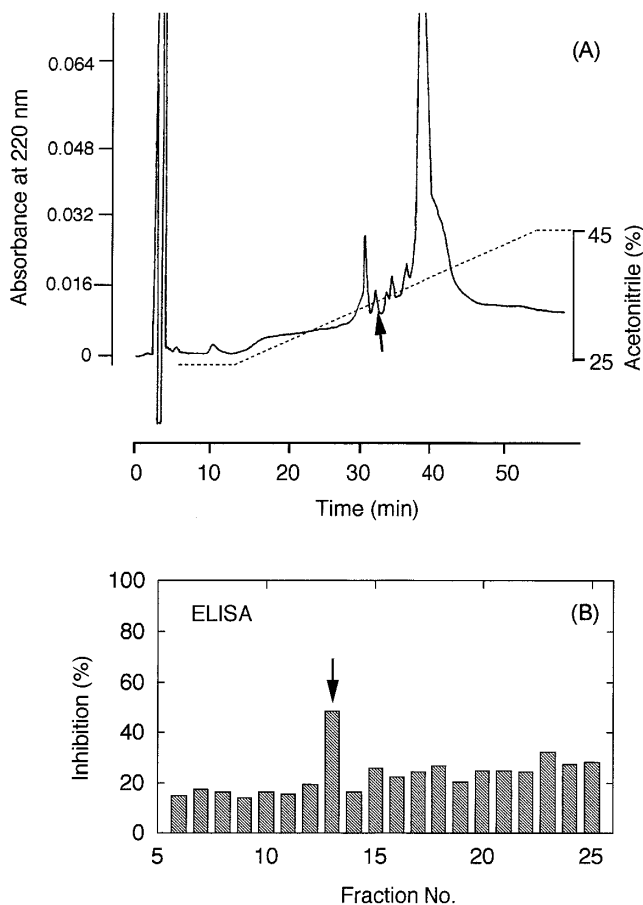 (A)
Absorbance at 220 nm
0.064
0.048
0.032
0.016
0
45
25
Acetonitrile (%)
0 10 20 30 40 50
Time (min)
ELISA
(B)
Inhibition (%)
100
80
60
40
20
0
5 10 15 20 25
Fraction No.